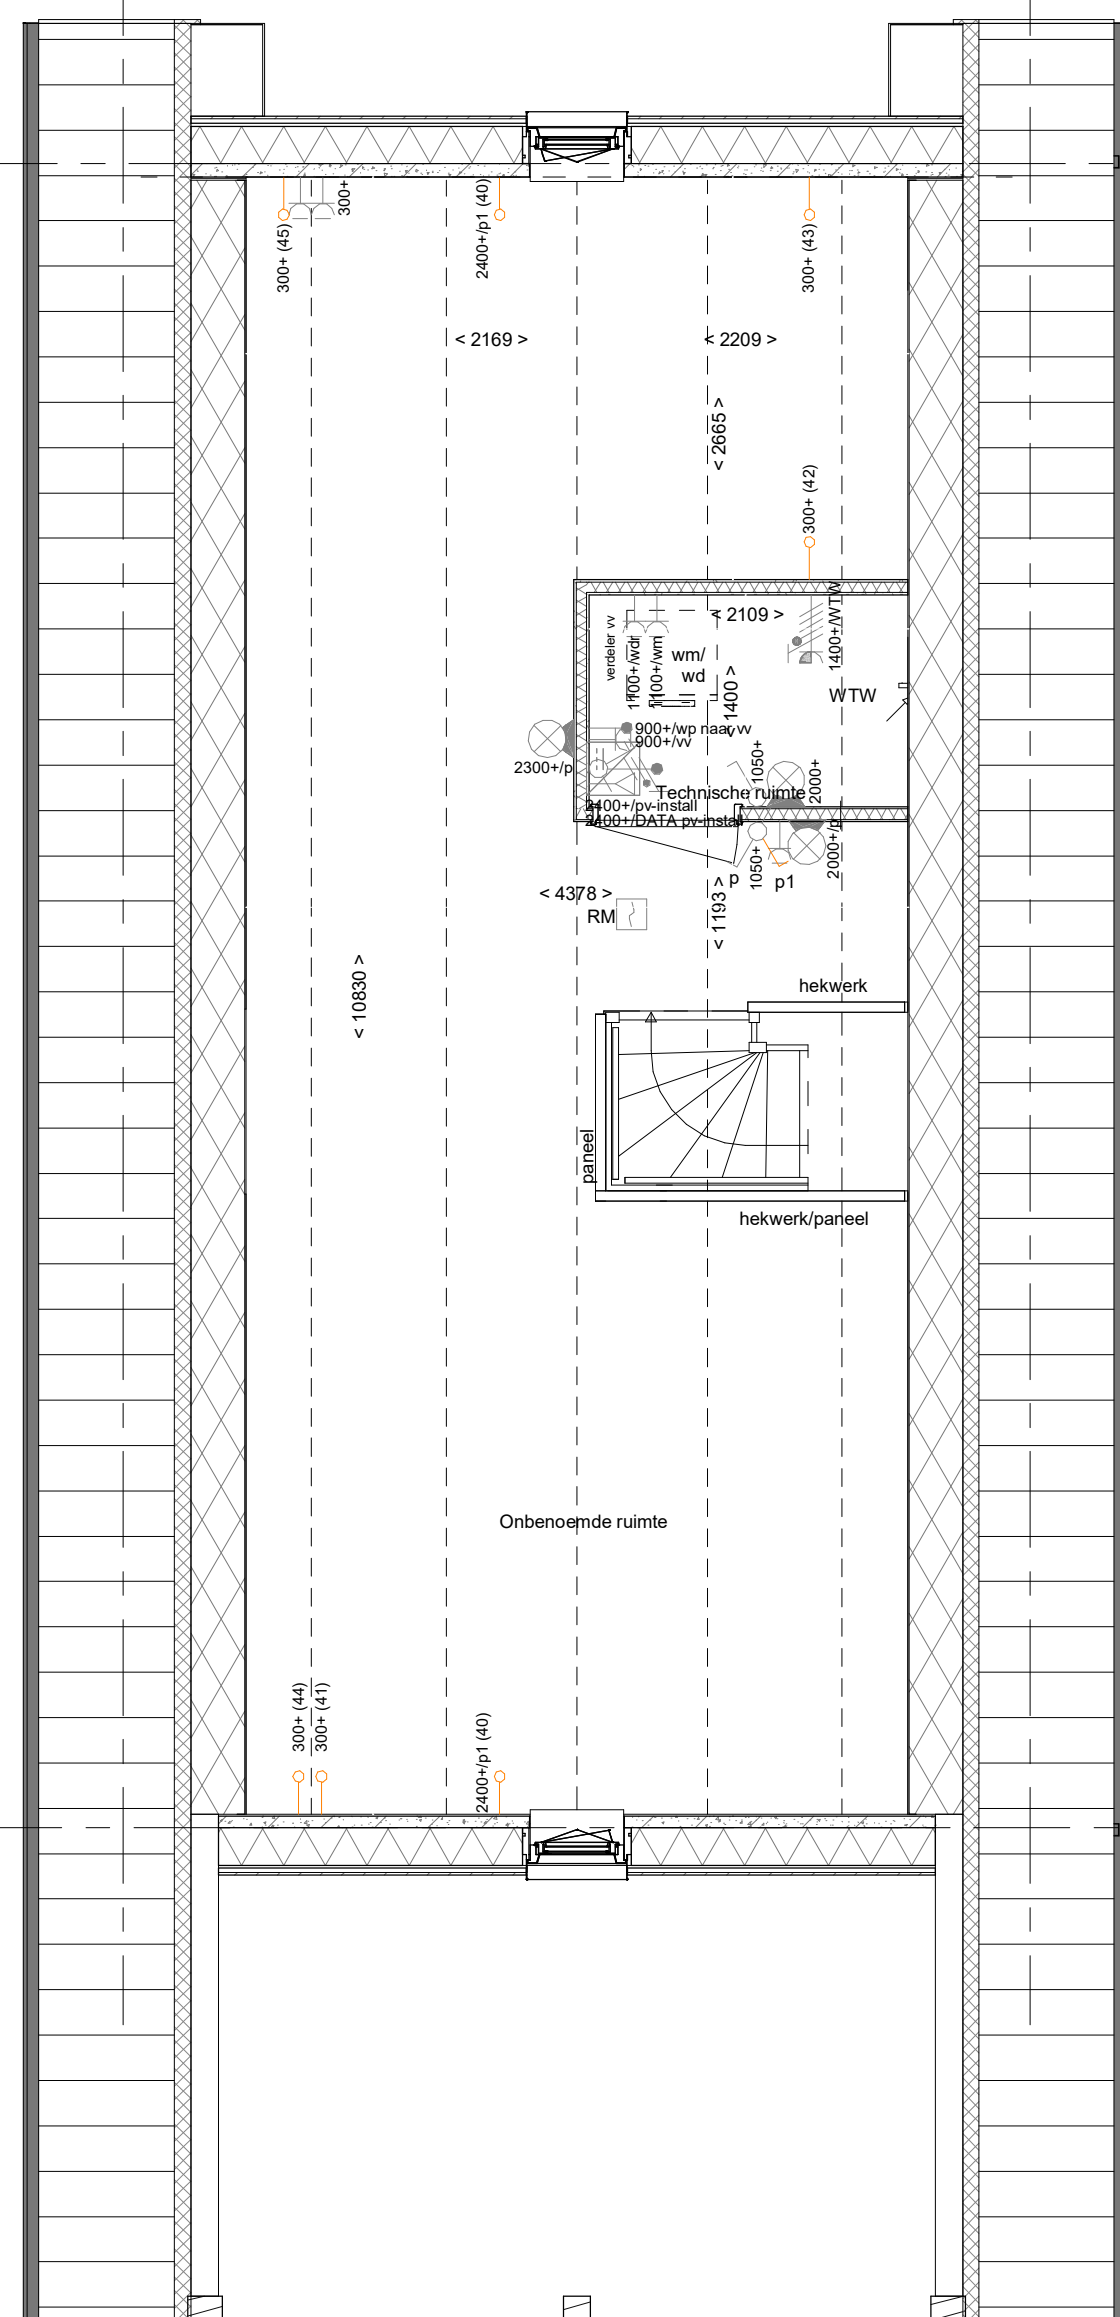 300+ (45)
300+
2400+/p1 (40)
300+ (43)
< 2169 >
< 2209 >
< 2665 >
300+ (42)
verdeler vv
1100+/wdr
1100+/wm
wm/
wd
< 2109 >
1400+/WTW
< 1400 >
WTW
900+/wp naar vv
900+/vv
2300+/p
1050+
2000+
Technische ruimte
2400+/pv-install
2400+/DATA pv-install
1050+
2000+/p
p
p1
< 4378 >
RM
< 1193 >
< 10830 >
hekwerk
paneel
hekwerk/paneel
Onbenoemde ruimte
300+ (44)
300+ (41)
2400+/p1 (40)